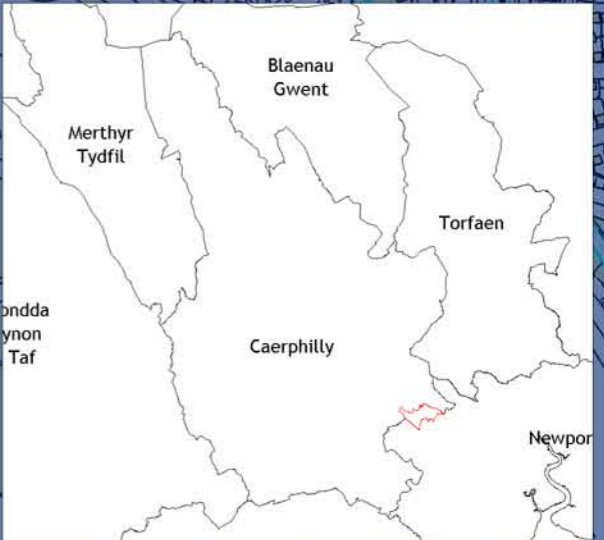 Blaenau
Gwent
Merthyr
Tydfil
Torfaen
ondda
ynon
Taf
Caerphilly
Newpor